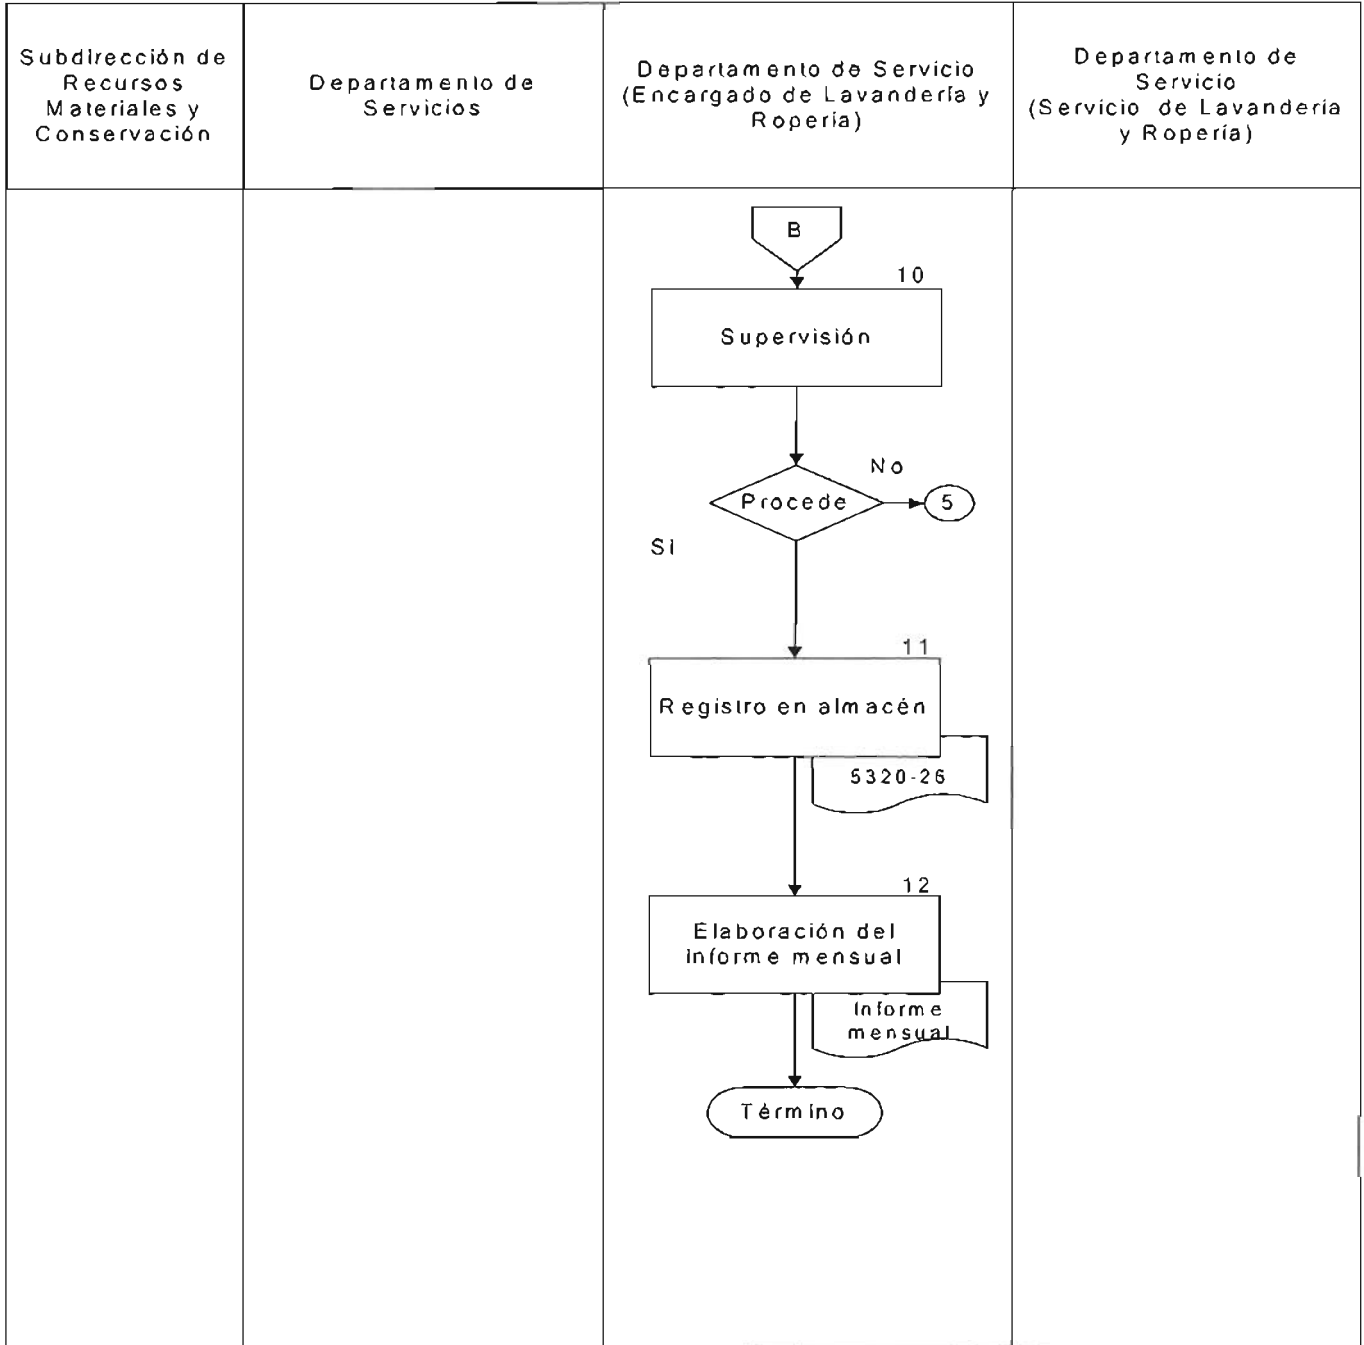 Subdirección de
Recursos
Materiales y
Conservación
Departamento de
Servicios
Departamento de Servicio
(Encargado de Lavandería y
Ropería)
Departamento de
Servicio
(Servicio de Lavandería
y Ropería)
B
10
Supervisión
No
Procede
5
Si
11
Registro en almacén
5320-26
12
Elaboración del
informe mensual
Informe
mensual
Término